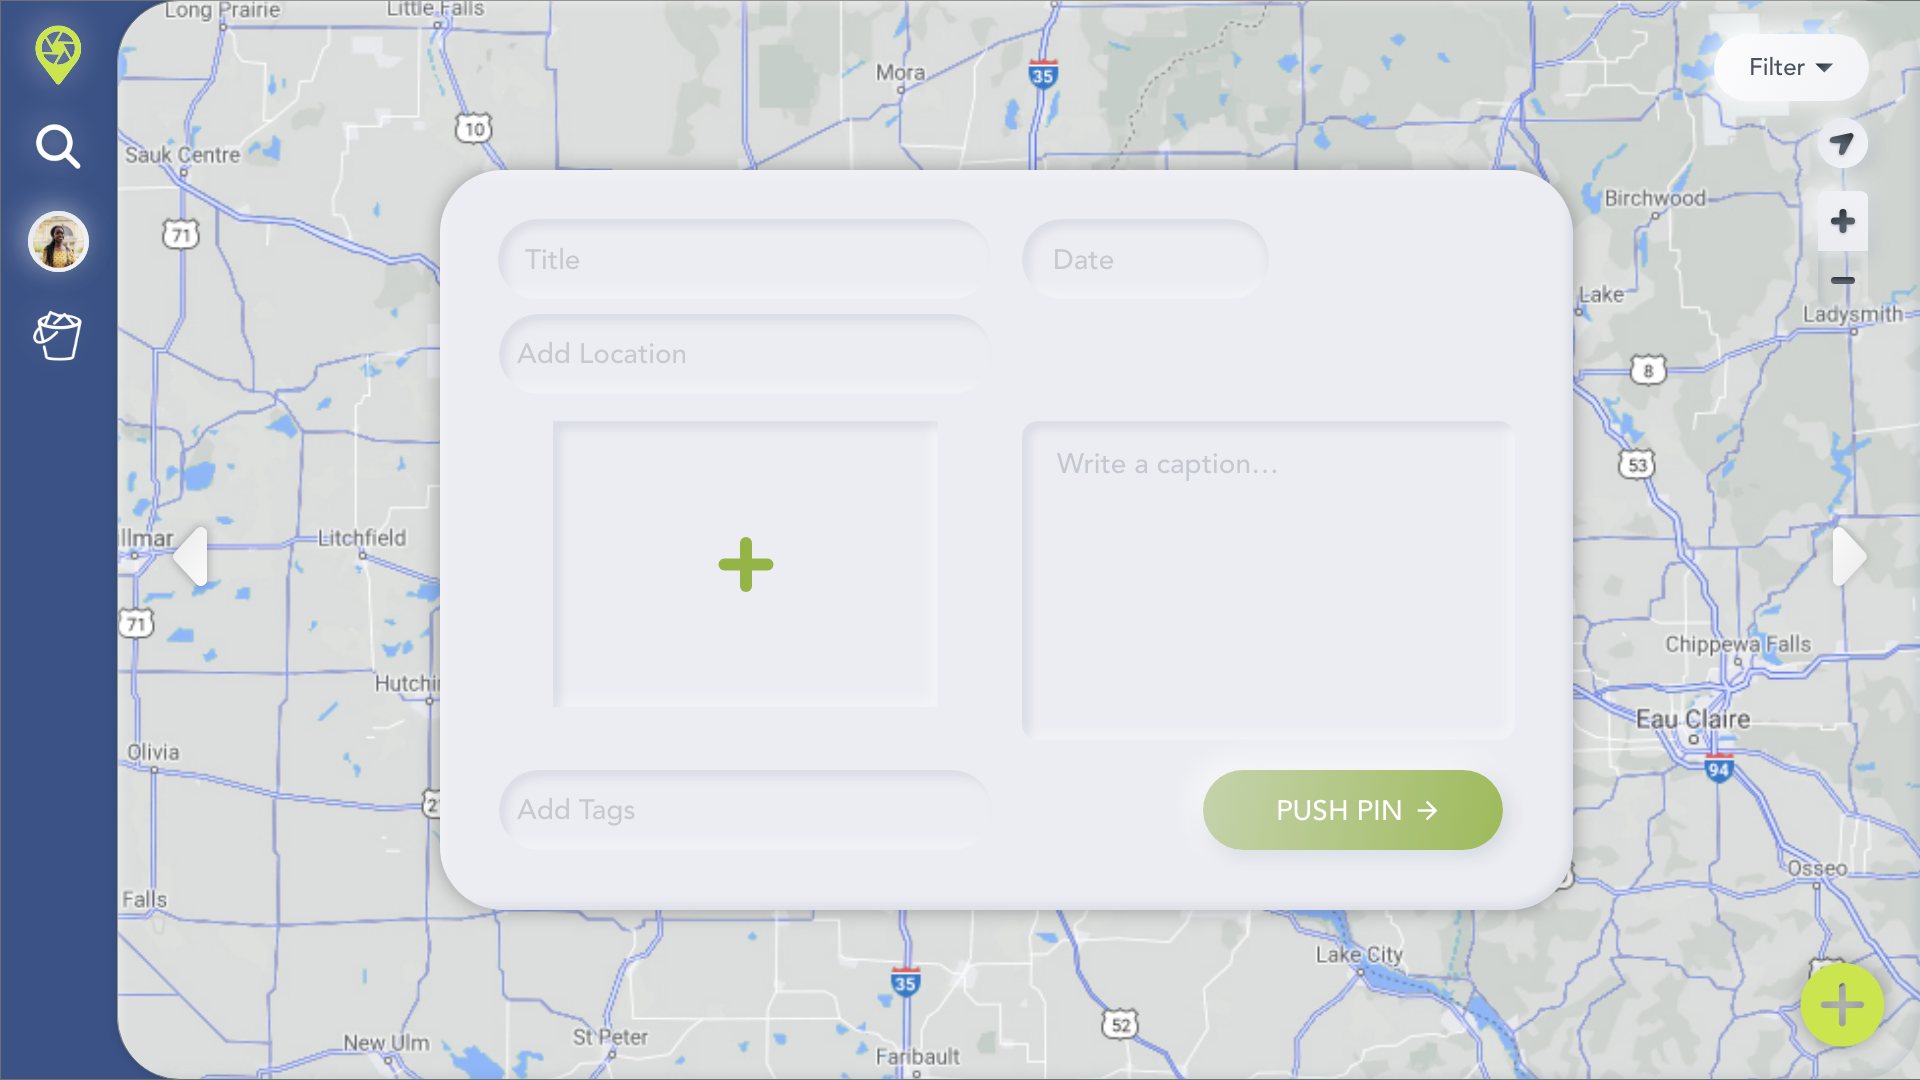 Long Prairie
Little Falls
Mora
35
Filter
10
Sauk Centre
71
Birchwood
Title
Date
Lake
Ladysmith
Add Location
8
Write a caption...
53
illmar
Litchfield
71
Chippewa Falls
Hutchi
Eau Claire
Olivia
94
2
Add Tags
PUSH PIN →
Osseo
Falls
Lake City
35
52
New Ulm
St Peter
Faribault